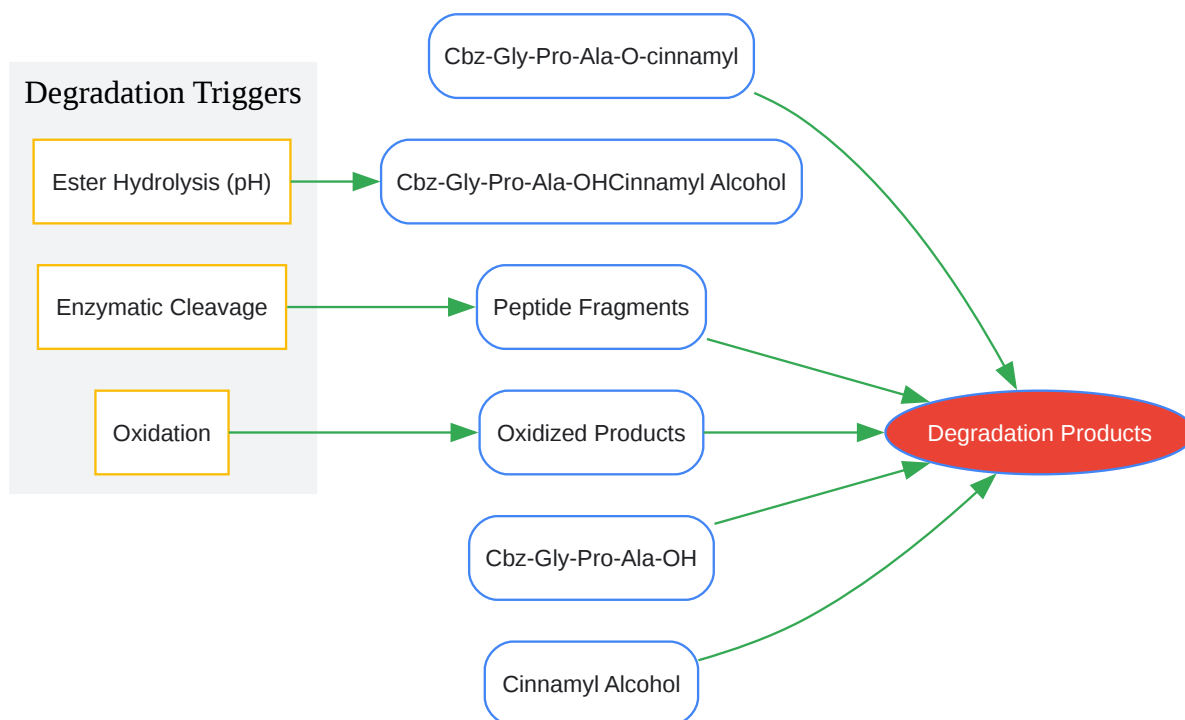 Cbz-Gly-Pro-Ala-O-cinnamyl
Degradation Triggers
Ester Hydrolysis (pH)
Cbz-Gly-Pro-Ala-OHCinnamyl Alcohol
Enzymatic Cleavage
Peptide Fragments
Oxidation
Oxidized Products
Degradation Products
Cbz-Gly-Pro-Ala-OH
Cinnamyl Alcohol